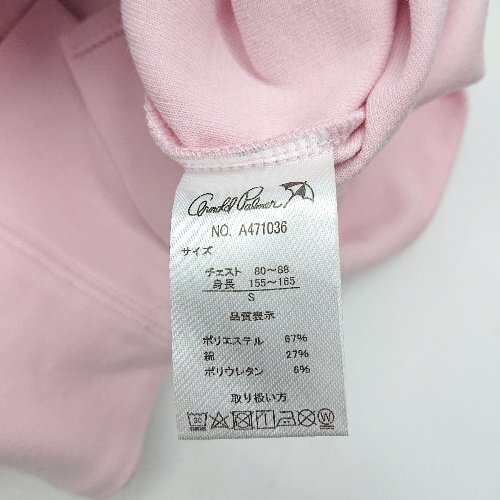 Arnold Palmer
NO. A471036
サイズ
チェスト 80～88
身長 155～165
S
品質表示
ポリエステル 67%
綿 27%
ポリウレタン 6%
取り扱い方
30
W